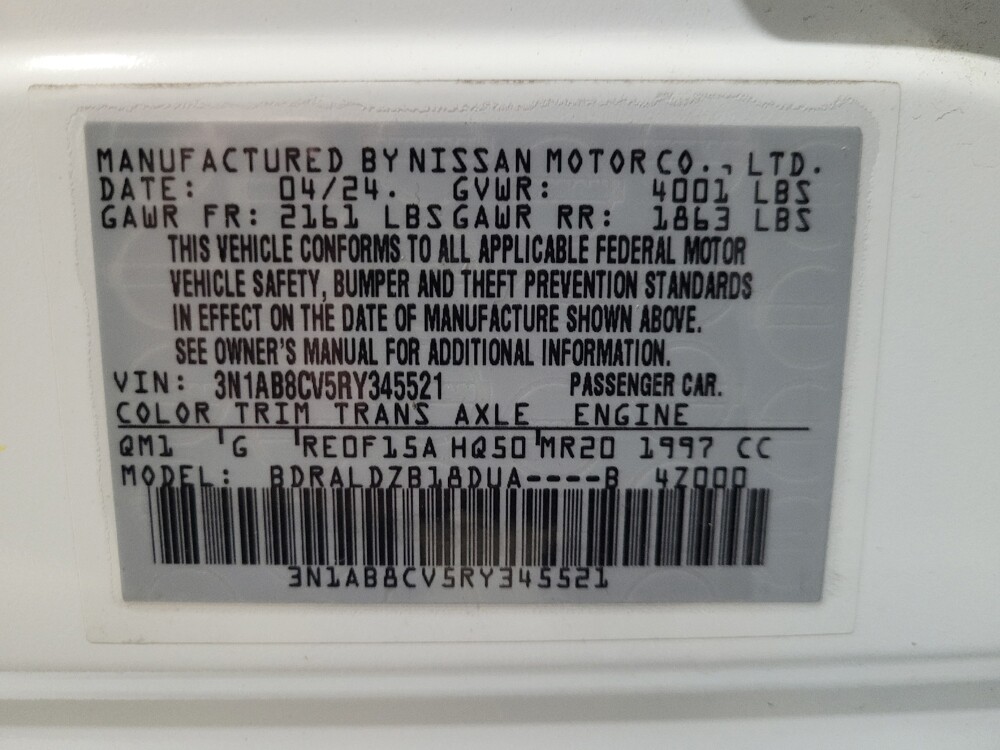 MANUFACTURED BY NISSAN MOTOR CO., LTD.
DATE: 04/24. GVWR: 4001 LBS
GAWR FR: 2161 LBS GAWR RR: 1863 LBS
THIS VEHICLE CONFORMS TO ALL APPLICABLE FEDERAL MOTOR
VEHICLE SAFETY, BUMPER AND THEFT PREVENTION STANDARDS
IN EFFECT ON THE DATE OF MANUFACTURE SHOWN ABOVE.
SEE OWNER'S MANUAL FOR ADDITIONAL INFORMATION.
VIN: 3N1AB8CV5RY345521 PASSENGER CAR.
COLOR TRIM TRANS AXLE ENGINE
QM1 G RE0F15A HQ50 MR20 1997 CC
MODEL: BDRALDZB18DUA----B 4Z000
3N1AB8CV5RY345521